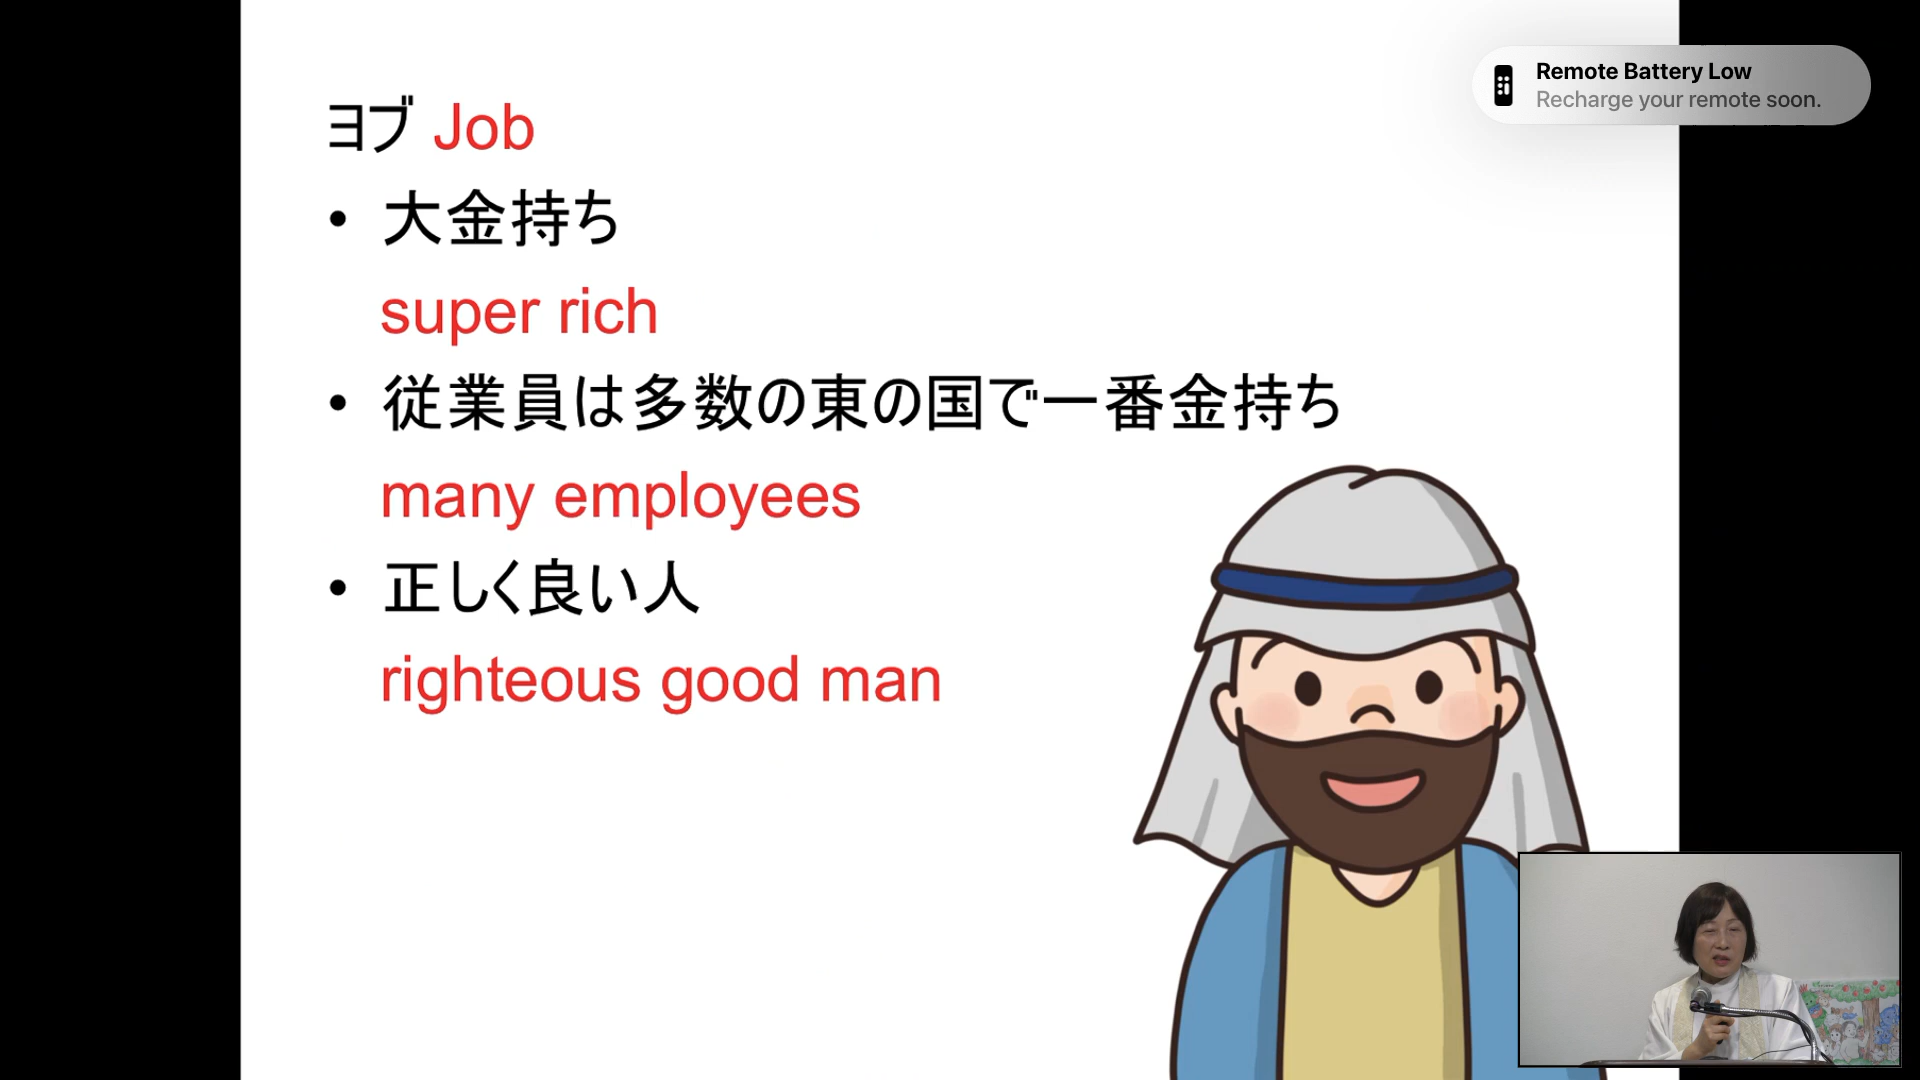 ヨブ Job
• 大金持ち
super rich
• 従業員は多数の東の国で一番金持ち
many employees
• 正しく良い人
righteous good man
Remote Battery Low
Recharge your remote soon.